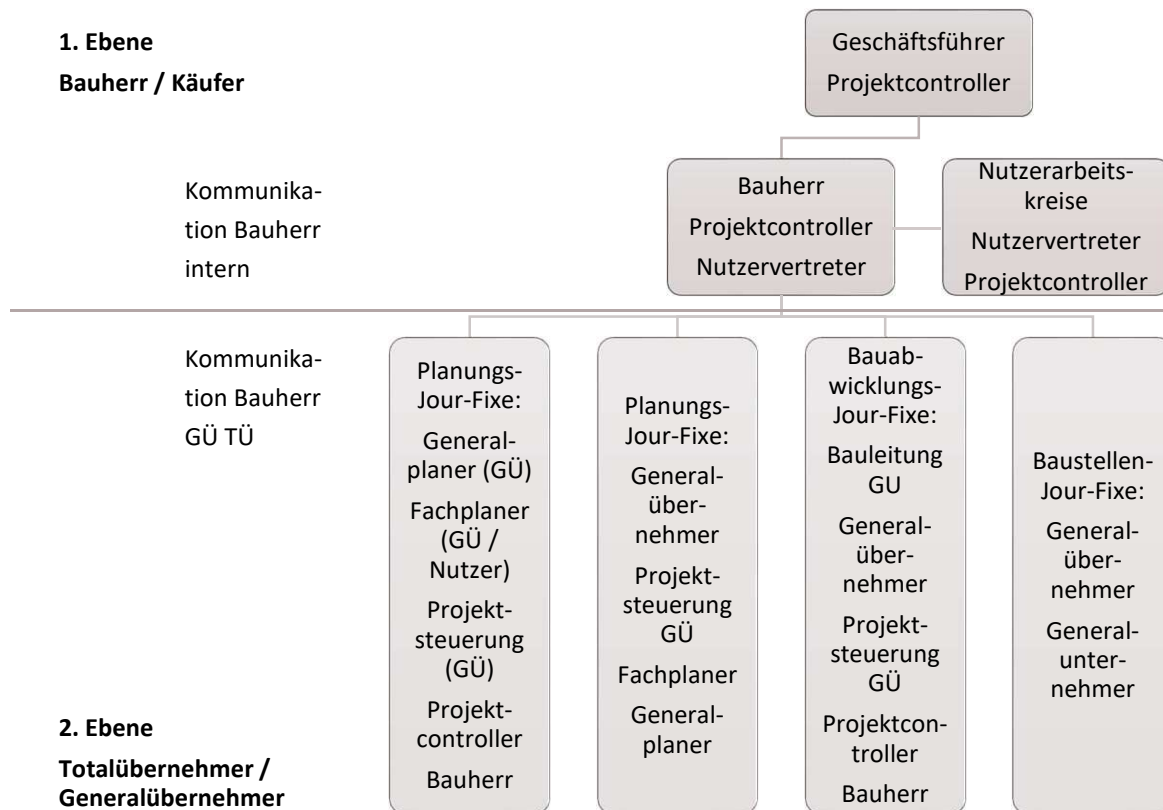 1. Ebene
Bauherr / Käufer
Geschäftsführer
Projektcontroller
Kommunika-
tion Bauherr
intern
Bauherr
Projektcontroller
Nutzervertreter
Nutzerarbeits-
kreise
Nutzervertreter
Projektcontroller
Kommunika-
tion Bauherr
GÜ TÜ
Planungs-
Jour-Fixe:
General-
planer (GÜ)
Fachplaner
(GÜ /
Nutzer)
Projekt-
steuerung
(GÜ)
Projekt-
controller
Bauherr
Planungs-
Jour-Fixe:
General-
über-
nehmer
Projekt-
steuerung
GÜ
Fachplaner
General-
planer
Bauab-
wicklungs-
Jour-Fixe:
Bauleitung
GU
General-
über-
nehmer
Projekt-
steuerung
GÜ
Projektcon-
troller
Bauherr
Baustellen-
Jour-Fixe:
General-
über-
nehmer
General-
unter-
nehmer
2. Ebene
Totalübernehmer /
Generalübernehmer